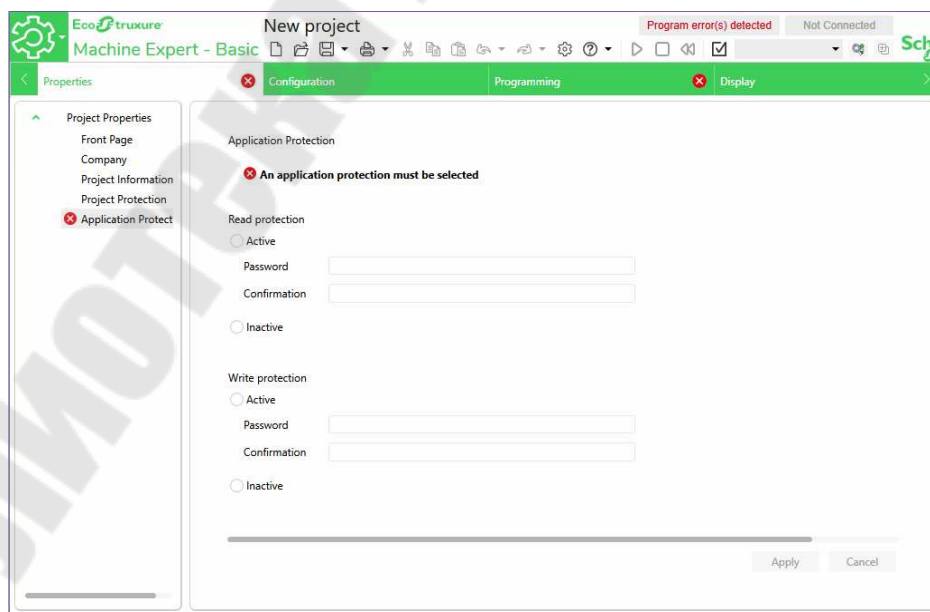 EcoStruxure New project Program error(s) detected Not Connected
Machine Expert - Basic
Properties Configuration Programming Display
Project Properties
Front Page
Company
Project Information
Project Protection
Application Protect
Application Protection
An application protection must be selected
Read protection
Active
Password
Confirmation
Inactive
Write protection
Active
Password
Confirmation
Inactive
Apply Cancel